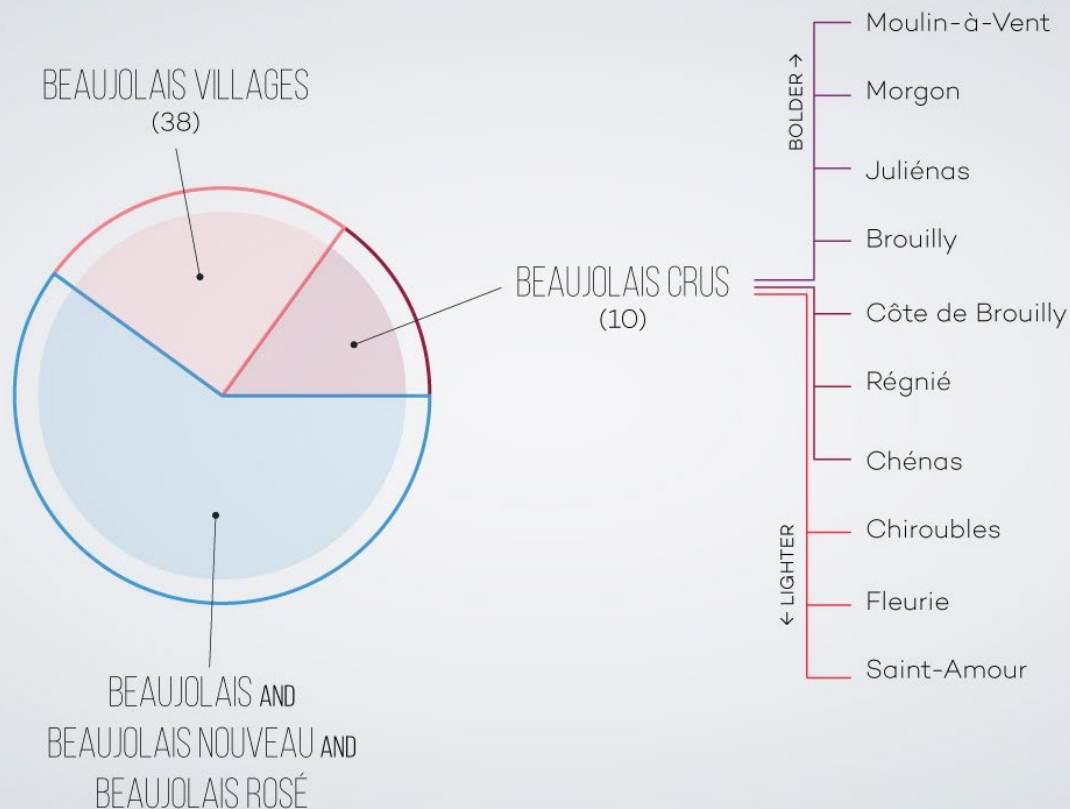 BEAUJOLAIS VILLAGES
(38)
BEAUJOLAIS CRUS
(10)
BEAUJOLAIS AND
BEAUJOLAIS NOUVEAU AND
BEAUJOLAIS ROSÉ
BOLDER →
← LIGHTER
Moulin-à-Vent
Morgon
Juliénas
Brouilly
Côte de Brouilly
Régnié
Chénas
Chiroubles
Fleurie
Saint-Amour